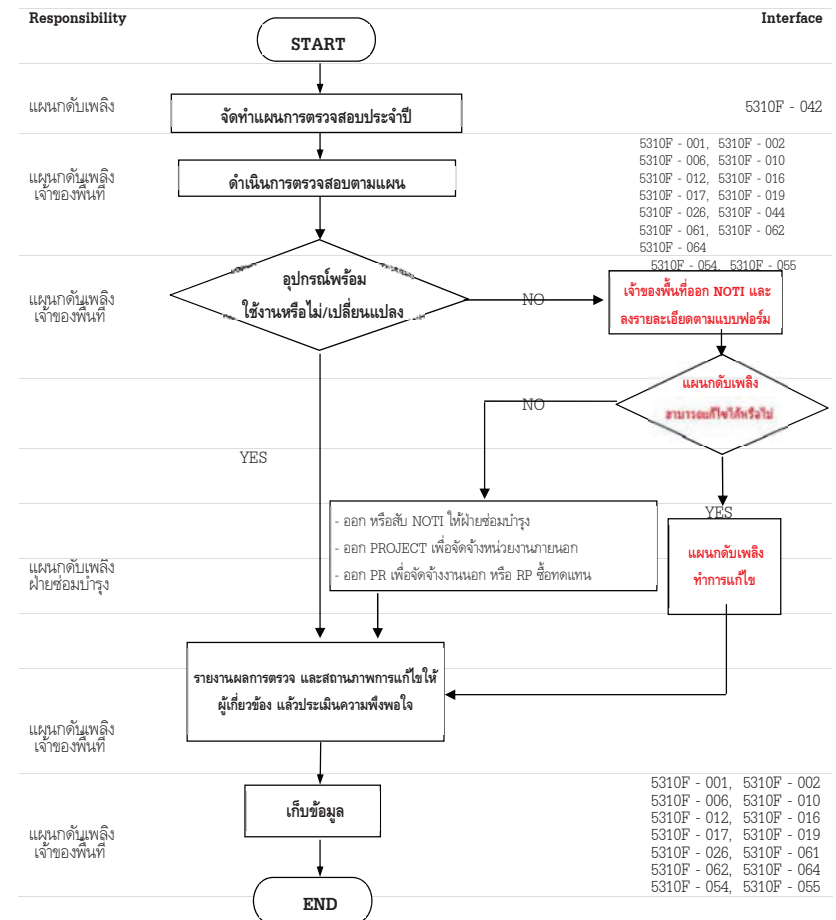 Responsibility
Interface
START
แผนกดับเพลิง
จัดทำแผนการตรวจสอบประจำปี
5310F - 042
แผนกดับเพลิง
เจ้าของพื้นที่
ดำเนินการตรวจสอบตามแผน
5310F - 001, 5310F - 002
5310F - 006, 5310F - 010
5310F - 012, 5310F - 016
5310F - 017, 5310F - 019
5310F - 026, 5310F - 044
5310F - 061, 5310F - 062
5310F - 064
5310F - 054, 5310F - 055
แผนกดับเพลิง
เจ้าของพื้นที่
อุปกรณ์พร้อม
ใช้งานหรือไม่/เปลี่ยนแปลง
NO
เจ้าของพื้นที่ออก NOTI และ
ลงรายละเอียดตามแบบฟอร์ม
แผนกดับเพลิง
สามารถแก้ไขได้หรือไม่
NO
YES
YES
- ออก หรือสับ NOTI ให้ฝ่ายซ่อมบำรุง
- ออก PROJECT เพื่อจัดจ้างหน่วยงานภายนอก
- ออก PR เพื่อจัดจ้างงานนอก หรือ RP ซื้อทดแทน
แผนกดับเพลิง
ทำการแก้ไข
แผนกดับเพลิง
ฝ่ายซ่อมบำรุง
รายงานผลการตรวจ และสถานภาพการแก้ไขให้
ผู้เกี่ยวข้อง แล้วประเมินความพึงพอใจ
แผนกดับเพลิง
เจ้าของพื้นที่
เก็บข้อมูล
แผนกดับเพลิง
เจ้าของพื้นที่
5310F - 001, 5310F - 002
5310F - 006, 5310F - 010
5310F - 012, 5310F - 016
5310F - 017, 5310F - 019
5310F - 026, 5310F - 061
5310F - 062, 5310F - 064
5310F - 054, 5310F - 055
END